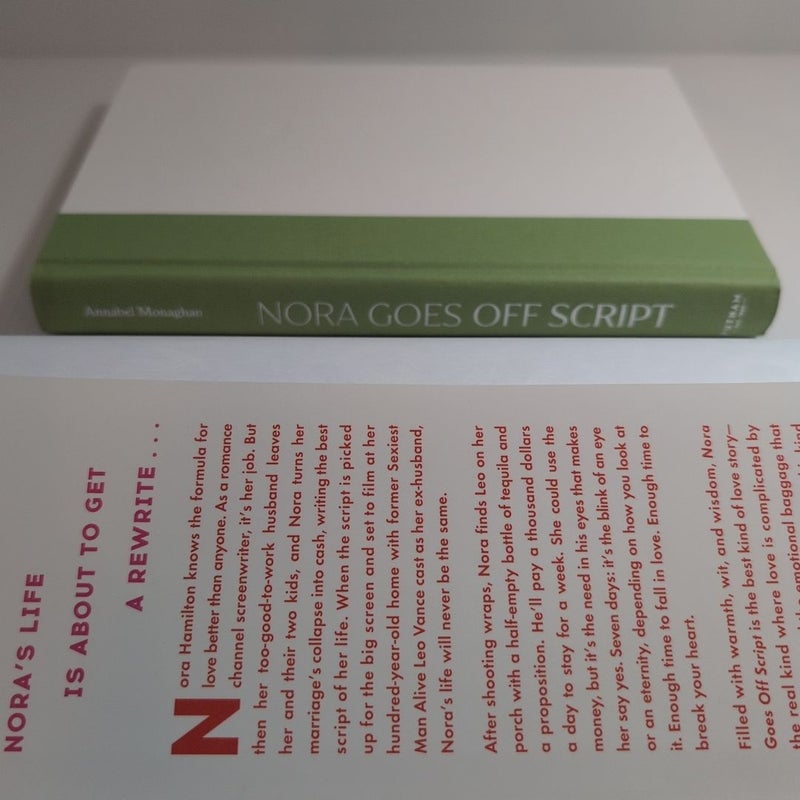 Annabel Monaghan NORA GOES OFF SCRIPT
NORA'S LIFE
IS ABOUT TO GET
A REWRITE...
Nora Hamilton knows the formula for
love better than anyone. As a romance
channel screenwriter, it's her job. But
then her too-good-to-work husband leaves
her and their two kids, and Nora turns her
marriage's collapse into cash, writing the best
script of her life. When the script is picked
up for the big screen and set to film at her
hundred-year-old home with former Sexiest
Man Alive Leo Vance cast as her ex-husband,
Nora's life will never be the same.
After shooting wraps, Nora finds Leo on her
porch with a half-empty bottle of tequila and
a proposition. He'll pay a thousand dollars
a day to stay for a week. She could use the
money, but it's the need in his eyes that makes
her say yes. Seven days: it's the blink of an eye
or an eternity, depending on how you look at
it. Enough time to fall in love. Enough time to
break your heart.
Filled with warmth, wit, and wisdom, Nora
Goes Off Script is the best kind of love story—
the real kind where love is complicated by
emotional baggage that